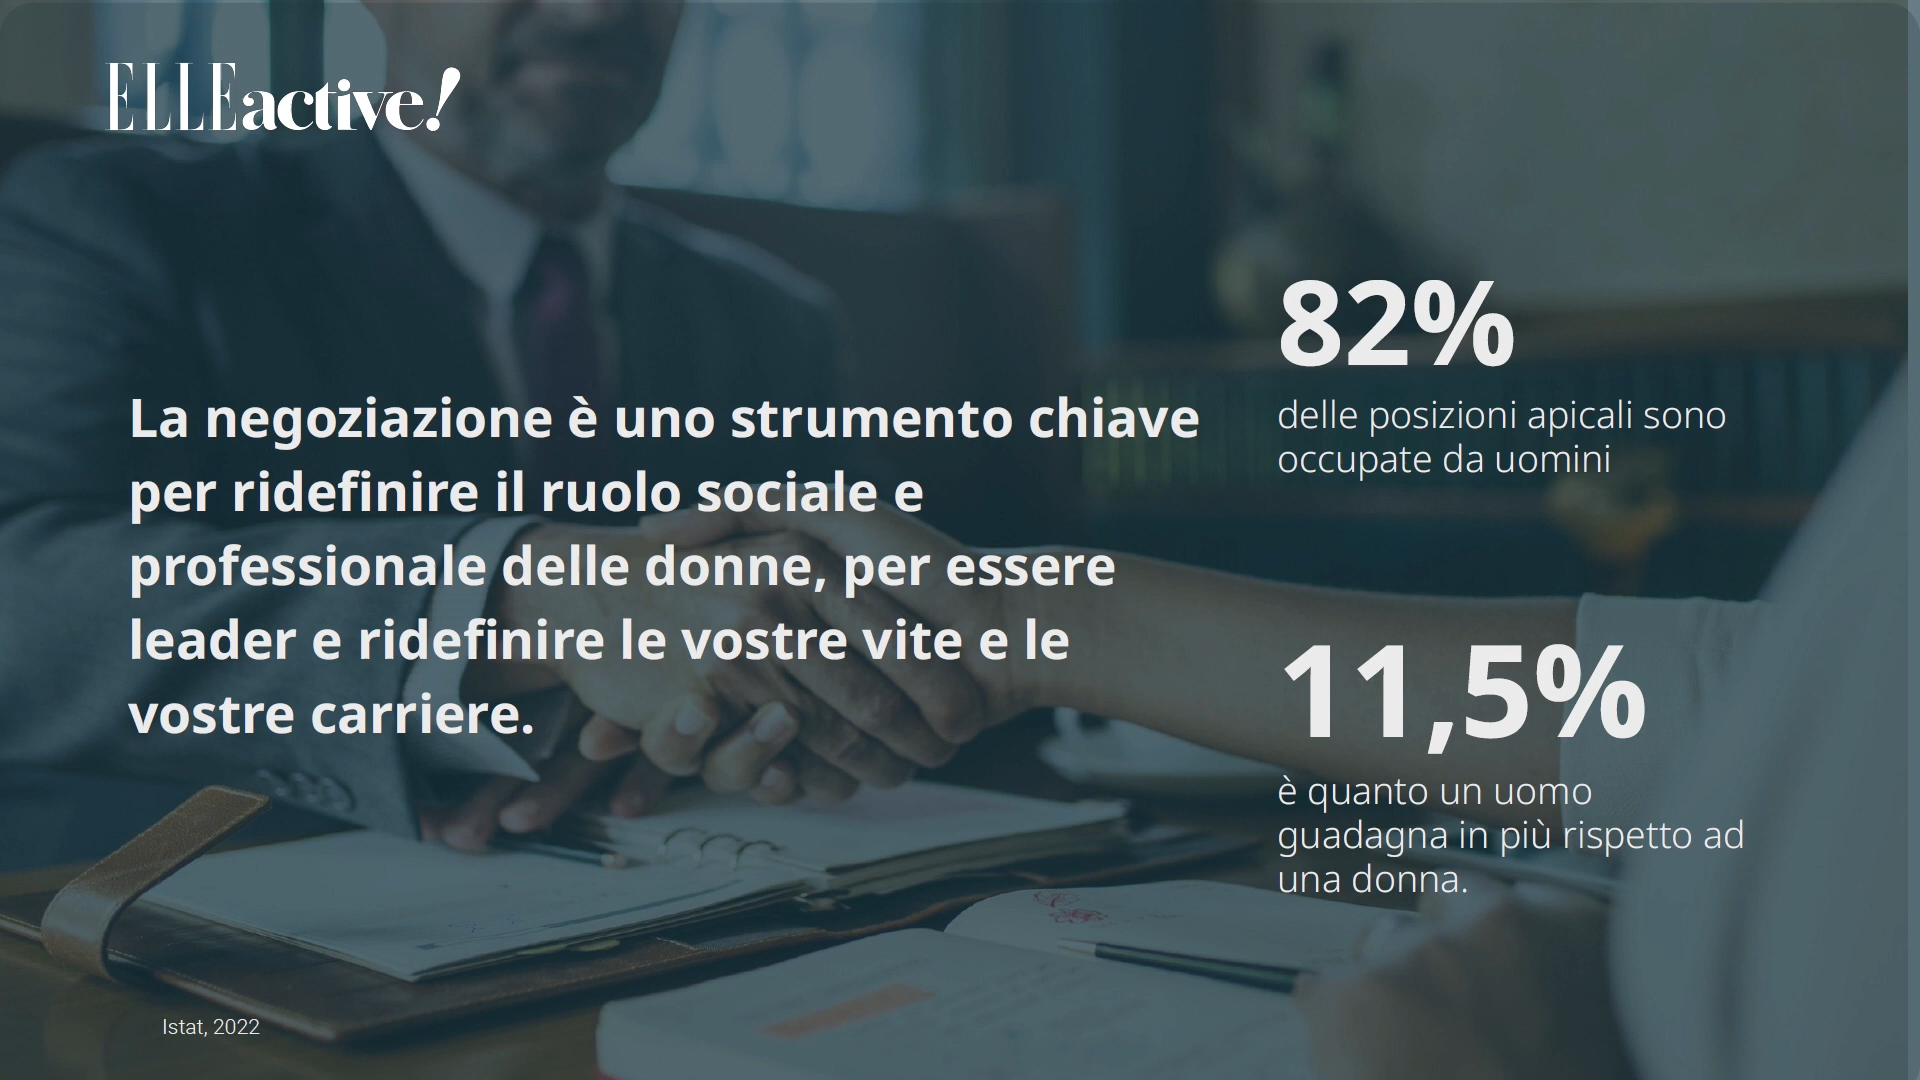 ELLEactive!
La negoziazione è uno strumento chiave
per ridefinire il ruolo sociale e
professionale delle donne, per essere
leader e ridefinire le vostre vite e le
vostre carriere.
82%
delle posizioni apicali sono
occupate da uomini
11,5%
è quanto un uomo
guadagna in più rispetto ad
una donna.
Istat, 2022